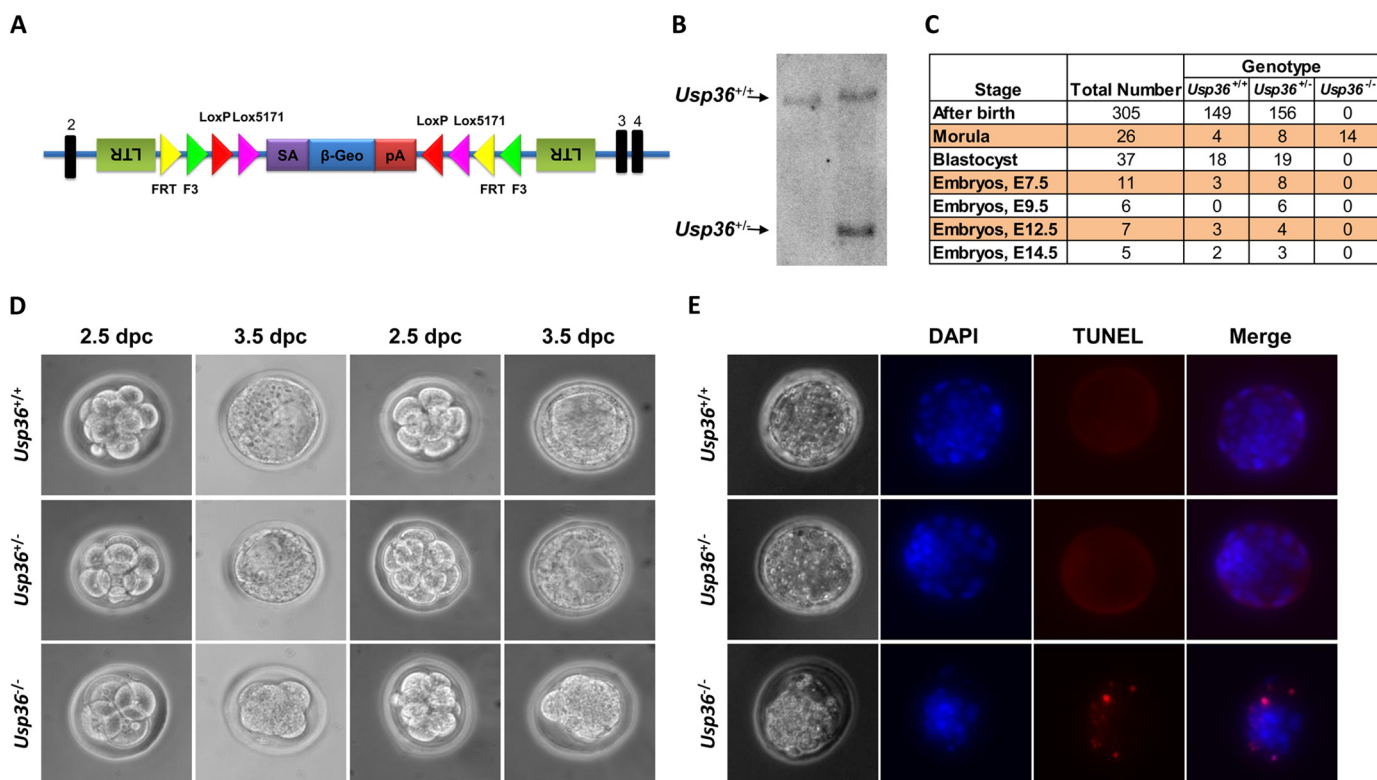 A
2
LTR
LoxP Lox5171
SA
β-Geo
pA
LoxP Lox5171
LTR
3 4
FRT F3
FRT F3
B
Usp36+/+
Usp36+/-
C
Stage Total Number Genotype
Usp36+/+ Usp36+/- Usp36-/-
After birth 305 149 156 0
Morula 26 4 8 14
Blastocyst 37 18 19 0
Embryos, E7.5 11 3 8 0
Embryos, E9.5 6 0 6 0
Embryos, E12.5 7 3 4 0
Embryos, E14.5 5 2 3 0
D
2.5 dpc 3.5 dpc 2.5 dpc 3.5 dpc
Usp36+/+
Usp36+/-
Usp36-/-
E
DAPI TUNEL Merge
Usp36+/+
Usp36+/-
Usp36-/-